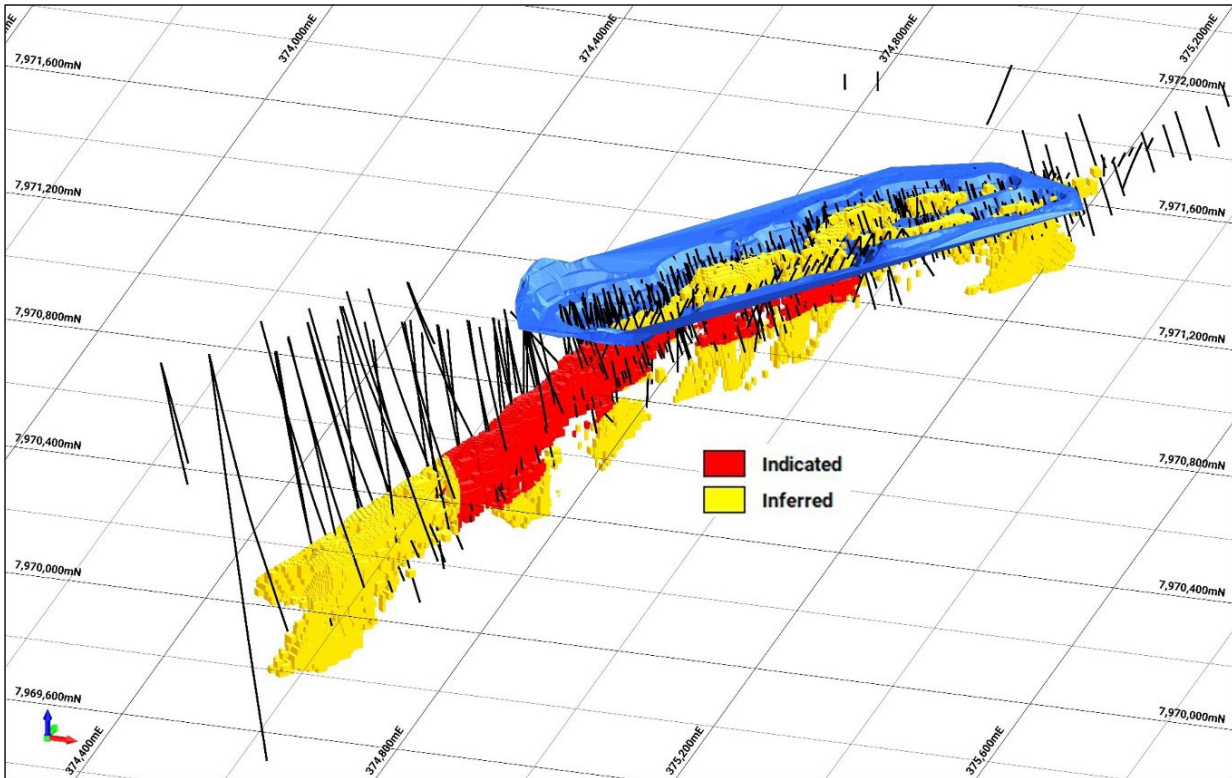 374,000mE
374,400mE
374,800mE
375,200mE
7,971,600mN
7,972,000mN
7,971,200mN
7,971,600mN
7,970,800mN
7,971,200mN
7,970,400mN
7,970,800mN
Indicated
Inferred
7,970,000mN
7,970,400mN
7,969,600mN
7,970,000mN
374,400mE
374,800mE
375,200mE
375,600mE